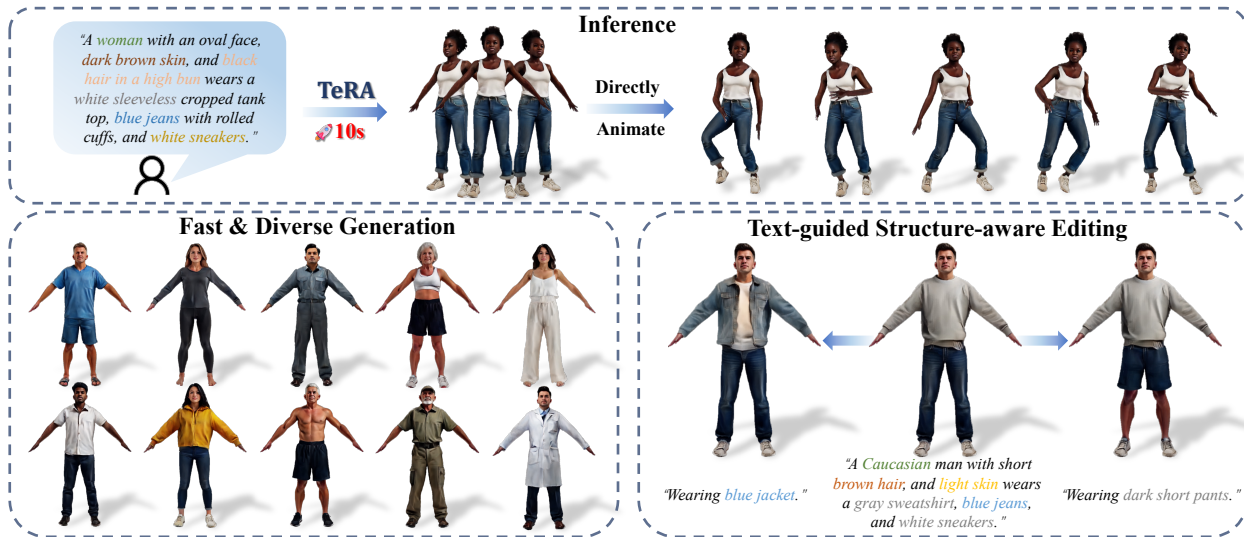 Inference
“A woman with an oval face,
dark brown skin, and black
hair in a high bun wears a
white sleeveless cropped tank
top, blue jeans with rolled
cuffs, and white sneakers.”
TeRA
10s
Directly
Animate
Fast & Diverse Generation
Text-guided Structure-aware Editing
“Wearing blue jacket.”
“A Caucasian man with short
brown hair, and light skin wears
a gray sweatshirt, blue jeans,
and white sneakers.”
“Wearing dark short pants.”